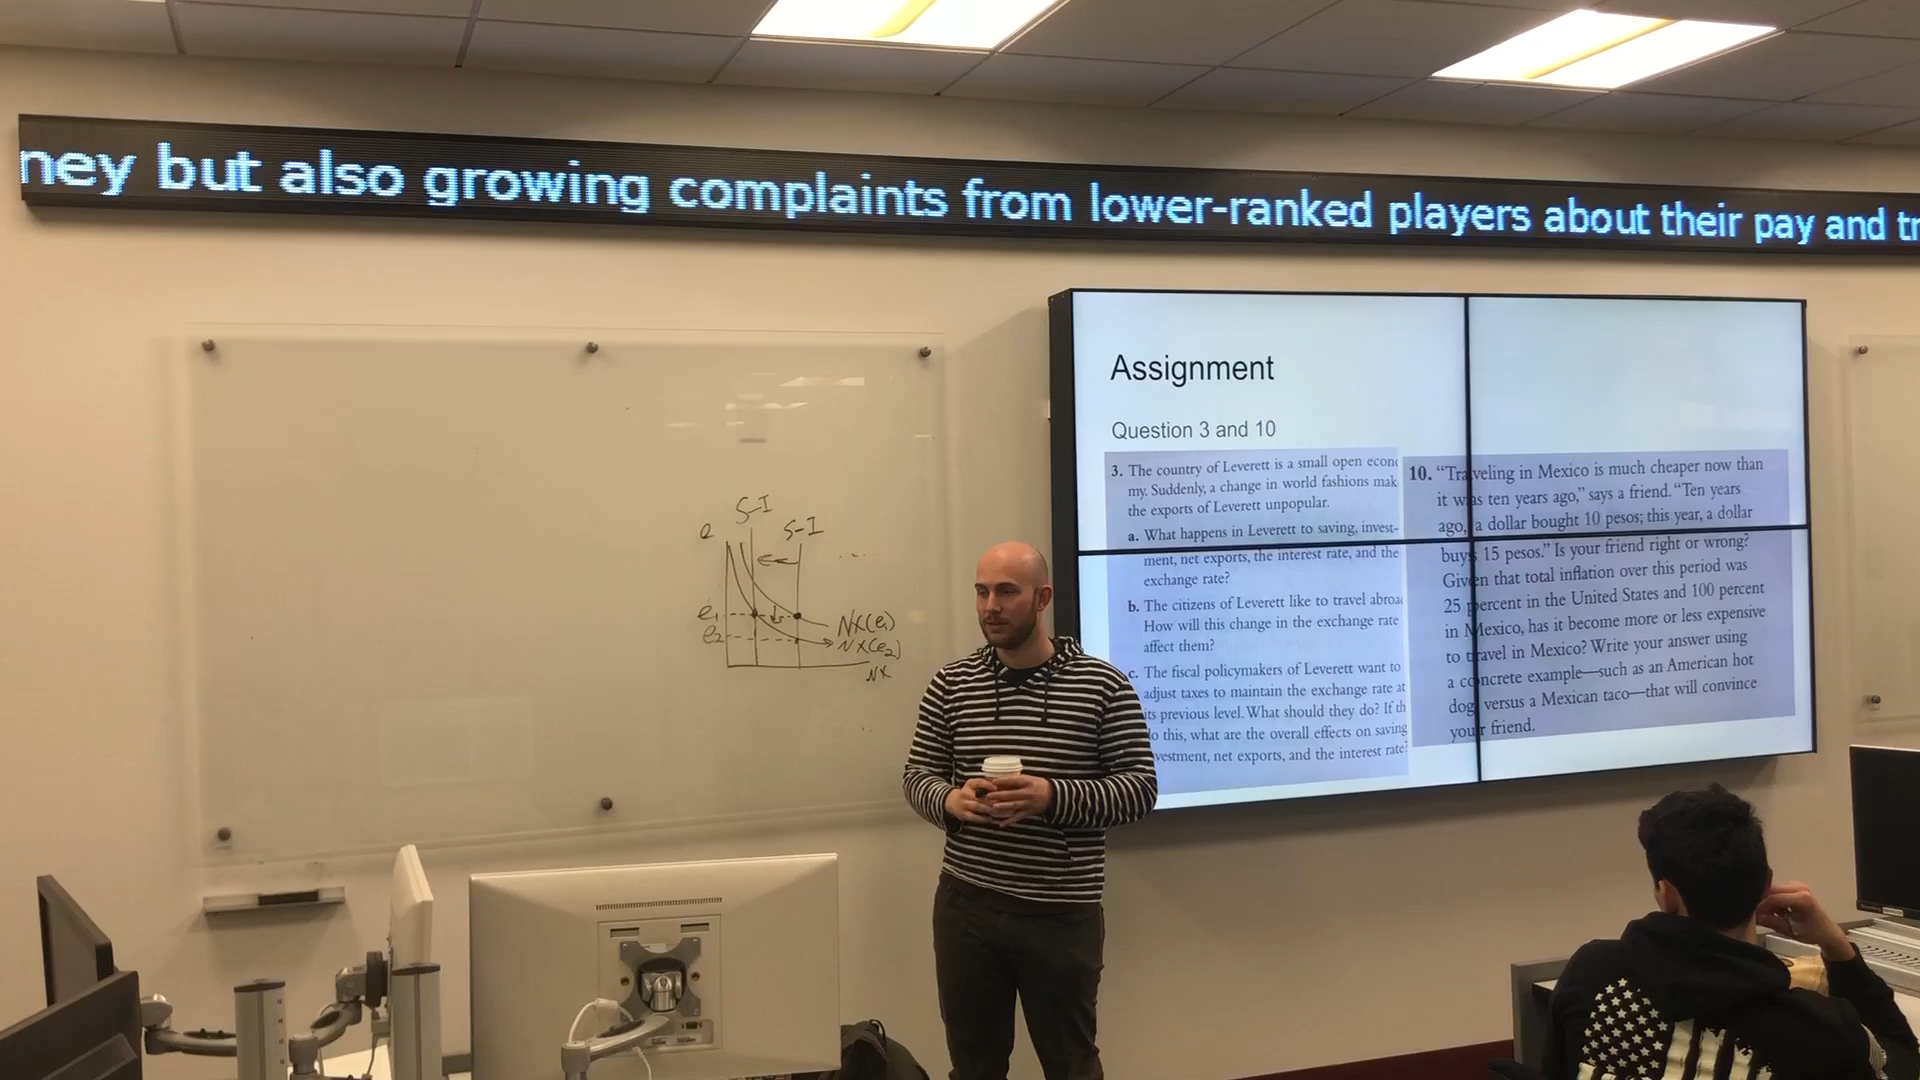 ney but also growing complaints from lower-ranked players about their pay and tr
Assignment
Question 3 and 10
3. The country of Leverett is a small open econo
my. Suddenly, a change in world fashions mak
the exports of Leverett unpopular.
a. What happens in Leverett to saving, invest-
ment, net exports, the interest rate, and the
exchange rate?
b. The citizens of Leverett like to travel abroa
How will this change in the exchange rate
affect them?
c. The fiscal policymakers of Leverett want to
adjust taxes to maintain the exchange rate at
its previous level. What should they do? If th
o this, what are the overall effects on saving
vestment, net exports, and the interest rate?
10. “Traveling in Mexico is much cheaper now than
it was ten years ago,” says a friend. “Ten years
ago, a dollar bought 10 pesos; this year, a dollar
buys 15 pesos.” Is your friend right or wrong?
Given that total inflation over this period was
25 percent in the United States and 100 percent
in Mexico, has it become more or less expensive
to travel in Mexico? Write your answer using
a concrete example—such as an American hot
dog versus a Mexican taco—that will convince
your friend.
S-I
e
S-I
e1
NX(e1)
e2
NX(e2)
NX